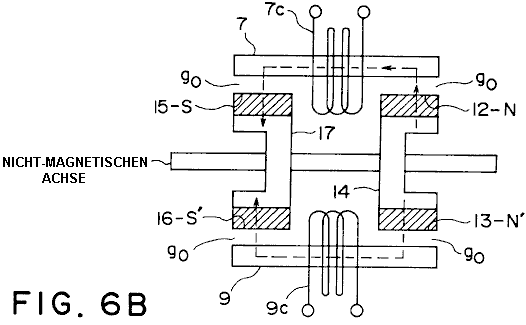 7c
7
g0
g0
15-S
12-N
17
NICHT-MAGNETISCHEN
ACHSE
14
16-S'
13-N'
g0
g0
9
9c
FIG. 6B